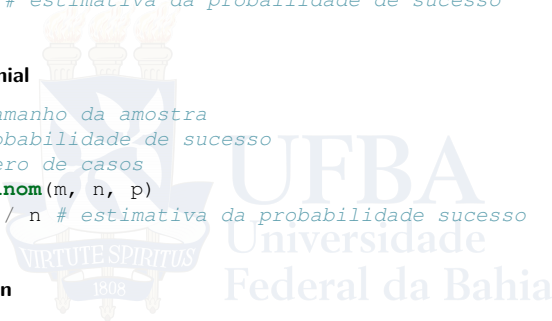 # estimativa da probailidade de sucesso
nial
amanho da amostra
obabilidade de sucesso
ero de casos
inom(m, n, p)
/ n # estimativa da probabilidade sucesso
n
UFBA
Universidade
Federal da Bahia
VIRTUTE SPIRITUS
1808